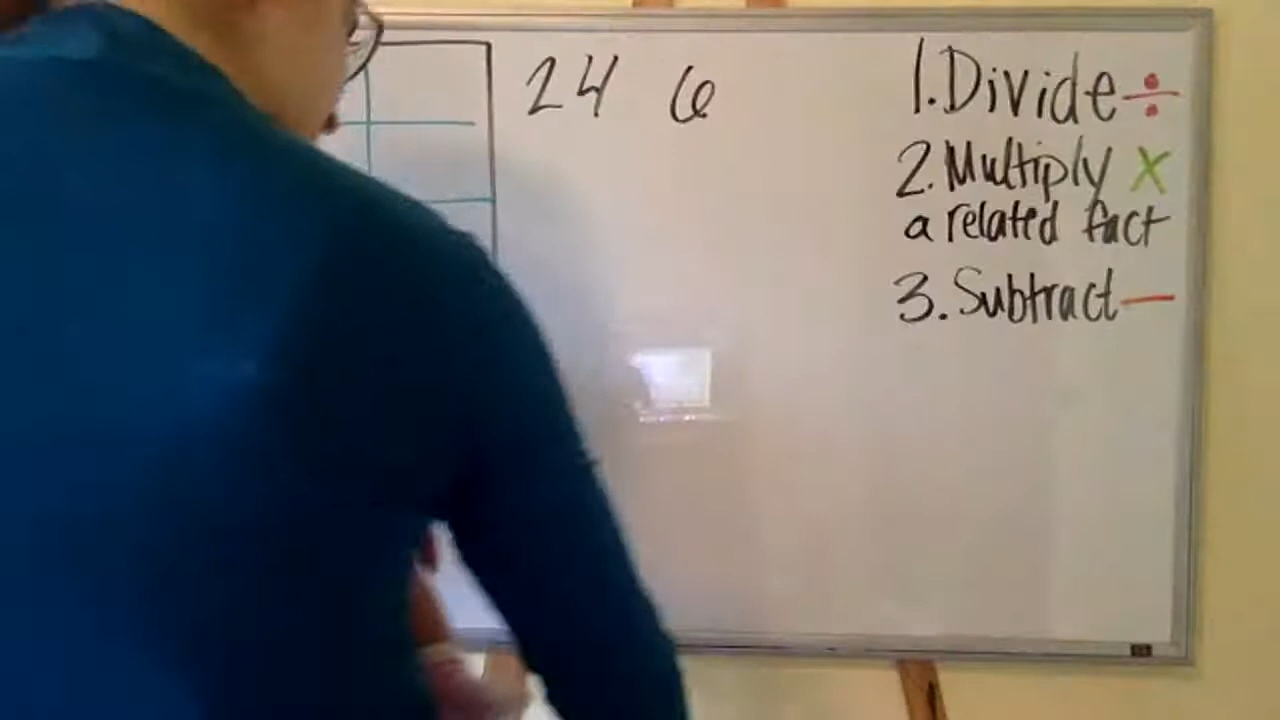 24 6
1. Divide ÷
2. Multiply X
a related fact
3. Subtract —